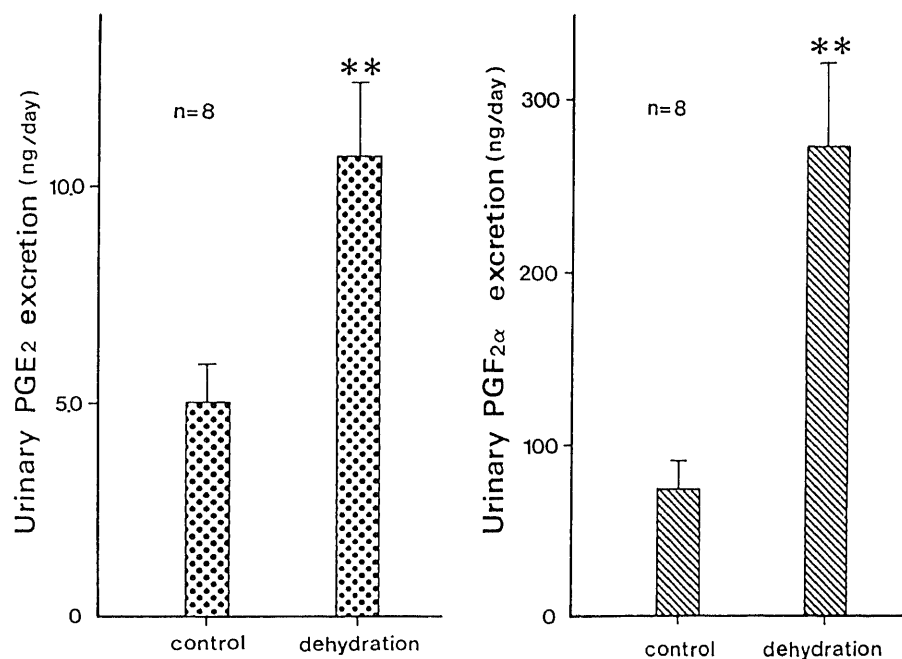 Urinary PGE2 excretion (ng/day)
10.0
5.0
0
n=8
**
control
dehydration
Urinary PGF2α excretion (ng/day)
300
200
100
0
n=8
**
control
dehydration